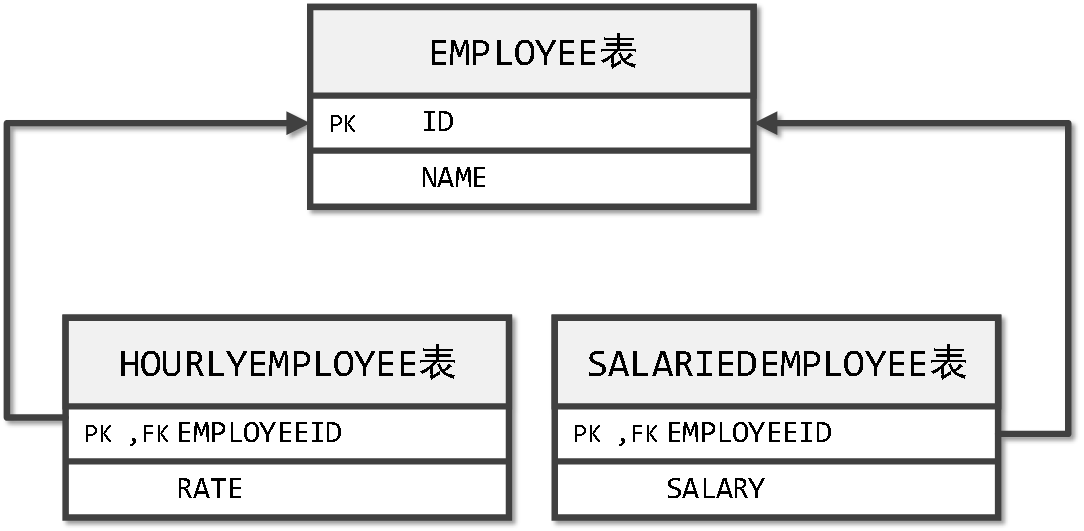 EMPLOYEE表
PK ID
NAME
HOURLYEMPLOYEE表
PK ,FK EMPLOYEEID
RATE
SALARIEDEMPLOYEE表
PK ,FK EMPLOYEEID
SALARY